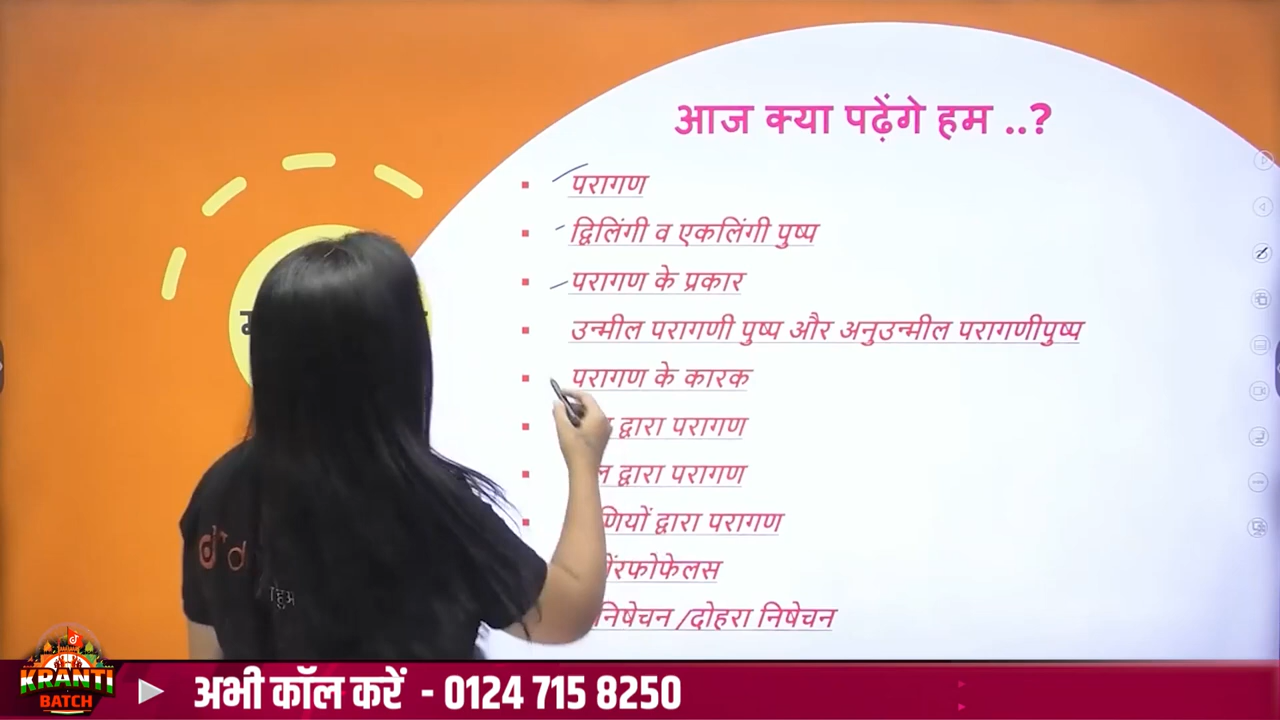 आज क्या पढ़ेंगे हम ..?
परागण
द्विलिंगी व एकलिंगी पुष्प
परागण के प्रकार
उन्मील परागणी पुष्प और अनुउन्मील परागणीपुष्प
परागण के कारक
द्वारा परागण
द्वारा परागण
द्वारा परागण
निषेचन /दोहरा निषेचन
KRANTI
BATCH
अभी कॉल करें - 0124 715 8250